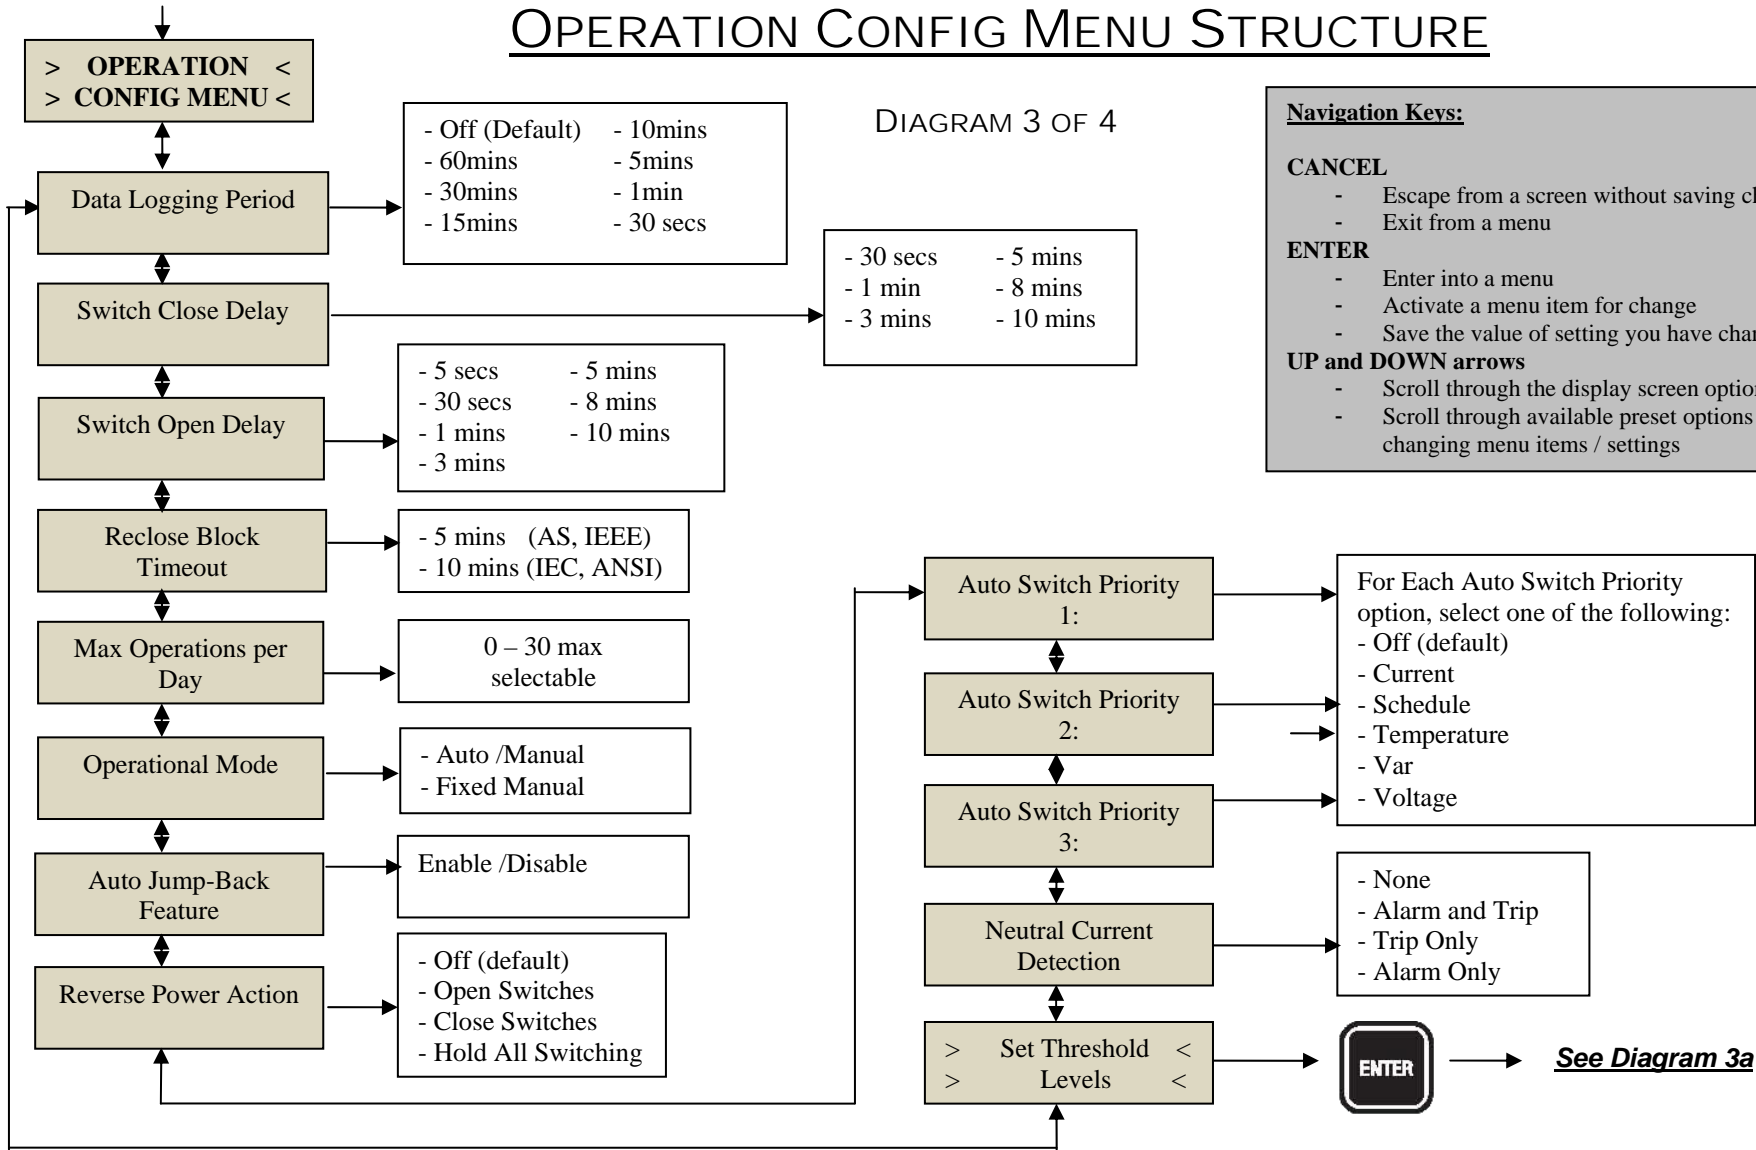 OPERATION CONFIG MENU STRUCTURE
> OPERATION <
> CONFIG MENU <
DIAGRAM 3 OF 4
Data Logging Period
- Off (Default) - 10mins
- 60mins - 5mins
- 30mins - 1min
- 15mins - 30 secs
Switch Close Delay
- 30 secs - 5 mins
- 1 min - 8 mins
- 3 mins - 10 mins
Switch Open Delay
- 5 secs - 5 mins
- 30 secs - 8 mins
- 1 mins - 10 mins
- 3 mins
Reclose Block
Timeout
- 5 mins (AS, IEEE)
- 10 mins (IEC, ANSI)
Max Operations per
Day
0 – 30 max
selectable
Operational Mode
- Auto /Manual
- Fixed Manual
Auto Jump-Back
Feature
Enable /Disable
Reverse Power Action
- Off (default)
- Open Switches
- Close Switches
- Hold All Switching
Navigation Keys:
CANCEL
- Escape from a screen without saving
- Exit from a menu
ENTER
- Enter into a menu
- Activate a menu item for change
- Save the value of setting you have
UP and DOWN arrows
- Scroll through the display screen
- Scroll through available preset options
changing menu items / settings
Auto Switch Priority
1:
Auto Switch Priority
2:
Auto Switch Priority
3:
For Each Auto Switch Priority
option, select one of the following:
- Off (default)
- Current
- Schedule
- Temperature
- Var
- Voltage
Neutral Current
Detection
- None
- Alarm and Trip
- Trip Only
- Alarm Only
> Set Threshold <
> Levels <
ENTER
See Diagram 3a